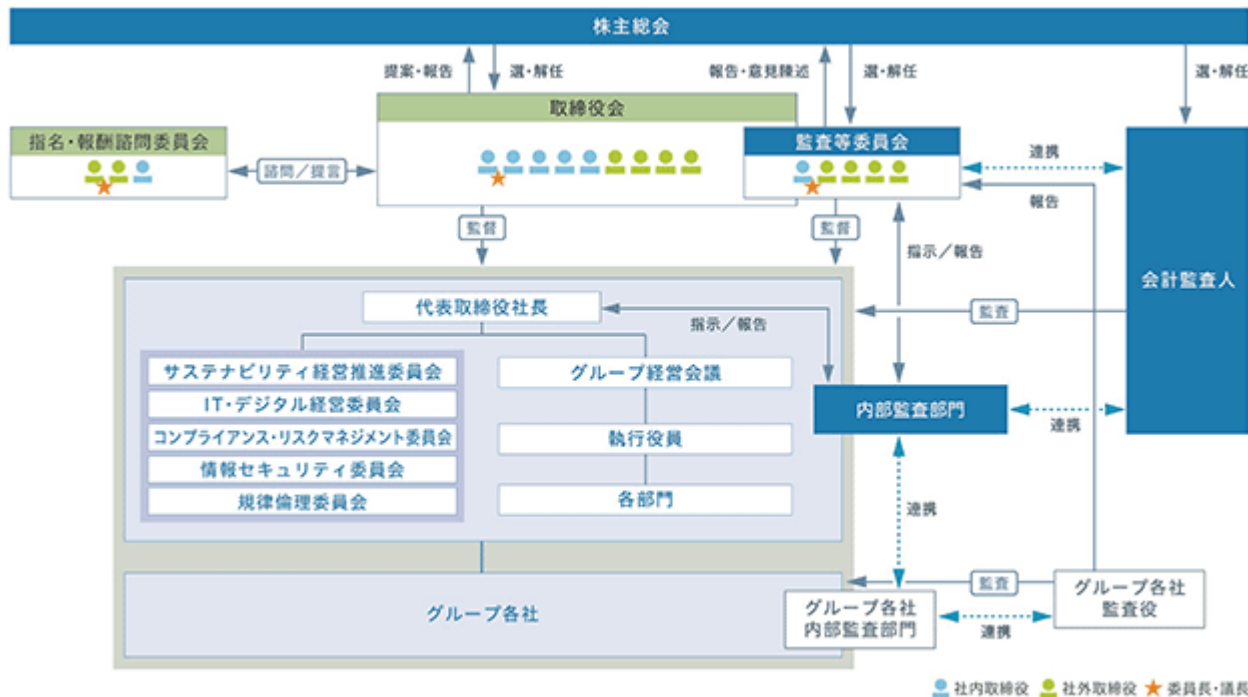 株主総会
提案・報告
選・解任
報告・意見陳述
選・解任
選・解任
取締役会
指名・報酬諮問委員会
監査等委員会
諮問／提言
連携
報告
監督
監督
指示／報告
会計監査人
代表取締役社長
監査
指示／報告
サステナビリティ経営推進委員会
グループ経営会議
IT・デジタル経営委員会
内部監査部門
連携
コンプライアンス・リスクマネジメント委員会
執行役員
情報セキュリティ委員会
規律倫理委員会
各部門
連携
グループ各社
監査
グループ各社
内部監査部門
連携
グループ各社
監査役
社内取締役
社外取締役
委員長・議長